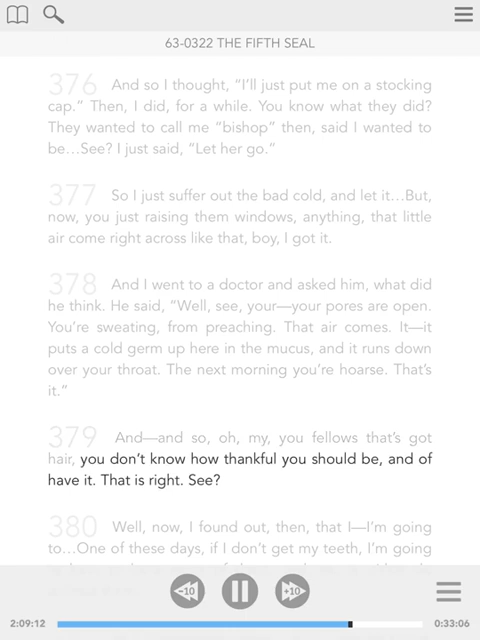 63-0322 THE FIFTH SEAL
376 And so I thought, “I’ll just put me on a stocking
cap.” Then, I did, for a while. You know what they did?
They wanted to call me “bishop” then, said I wanted to
be…See? I just said, “Let her go.”
377 So I just suffer out the bad cold, and let it…But,
now, you just raising them windows, anything, that little
air come right across like that, boy, I got it.
378 And I went to a doctor and asked him, what did
he think. He said, “Well, see, your—your pores are open.
You’re sweating, from preaching. That air comes. It—it
puts a cold germ up here in the mucus, and it runs down
over your throat. The next morning you’re hoarse. That’s
it.”
379 And—and so, oh, my, you fellows that’s got
hair, you don’t know how thankful you should be, and of
have it. That is right. See?
380 Well, now, I found out, then, that I—I’m going
to…One of these days, if I don’t get my teeth, I’m going
-10
+10
2:09:12
0:33:06